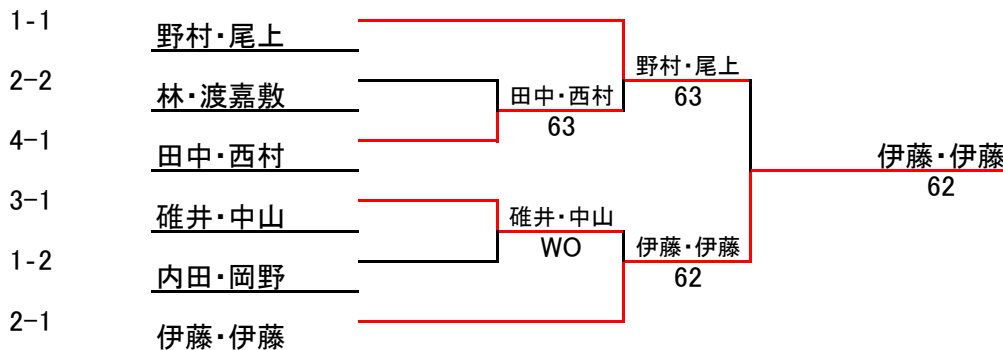 1-1
野村・尾上
2-2
林・渡嘉敷
4-1
田中・西村
3-1
碓井・中山
1-2
内田・岡野
2-1
伊藤・伊藤
田中・西村
63
碓井・中山
WO
野村・尾上
63
伊藤・伊藤
62
伊藤・伊藤
62